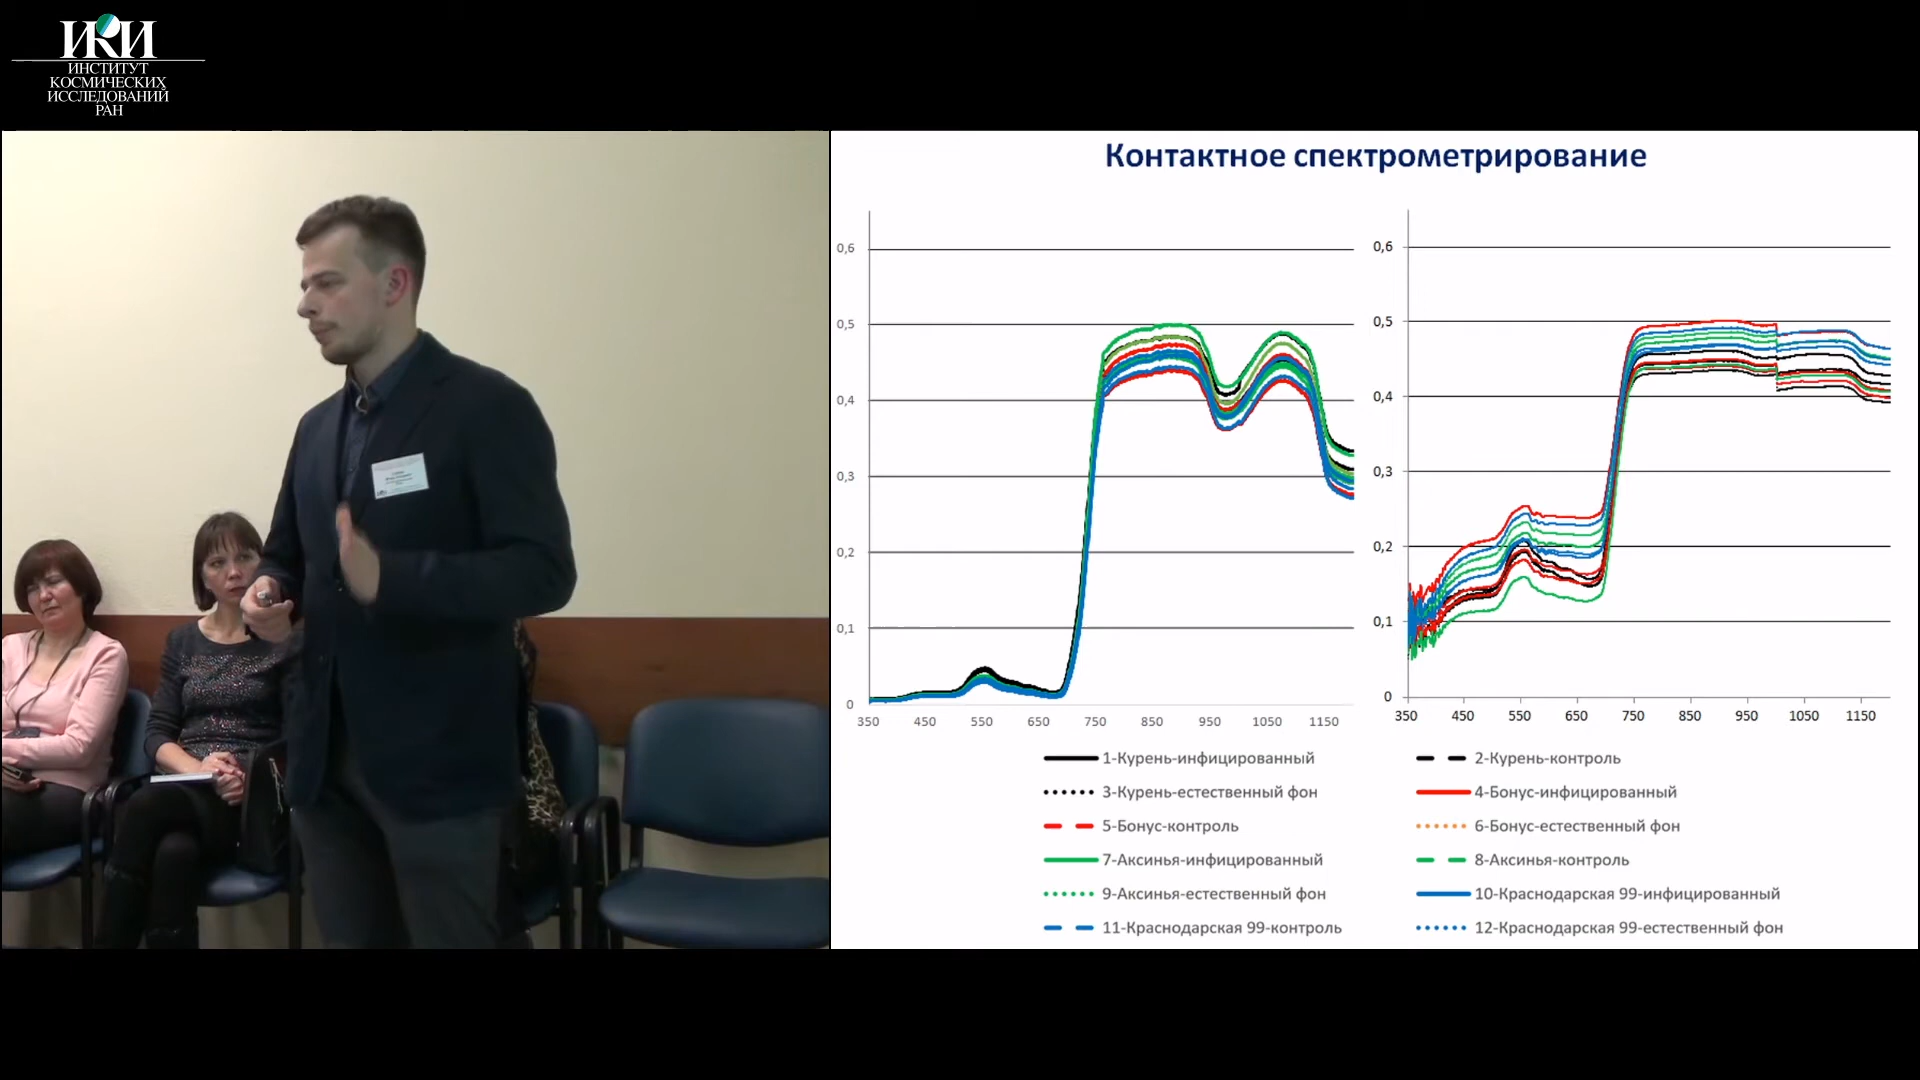 ИКИ
ИНСТИТУТ
КОСМИЧЕСКИХ
ИССЛЕДОВАНИЙ
РАН
Контактное спектрометрирование
0,6
0,5
0,4
0,3
0,2
0,1
0
350 450 550 650 750 850 950 1050 1150
0,6
0,5
0,4
0,3
0,2
0,1
0
350 450 550 650 750 850 950 1050 1150
1-Курень-инфицированный
2-Курень-контроль
3-Курень-естественный фон
4-Бонус-инфицированный
5-Бонус-контроль
6-Бонус-естественный фон
7-Аксинья-инфицированный
8-Аксинья-контроль
9-Аксинья-естественный фон
10-Краснодарская 99-инфицированный
11-Краснодарская 99-контроль
12-Краснодарская 99-естественный фон